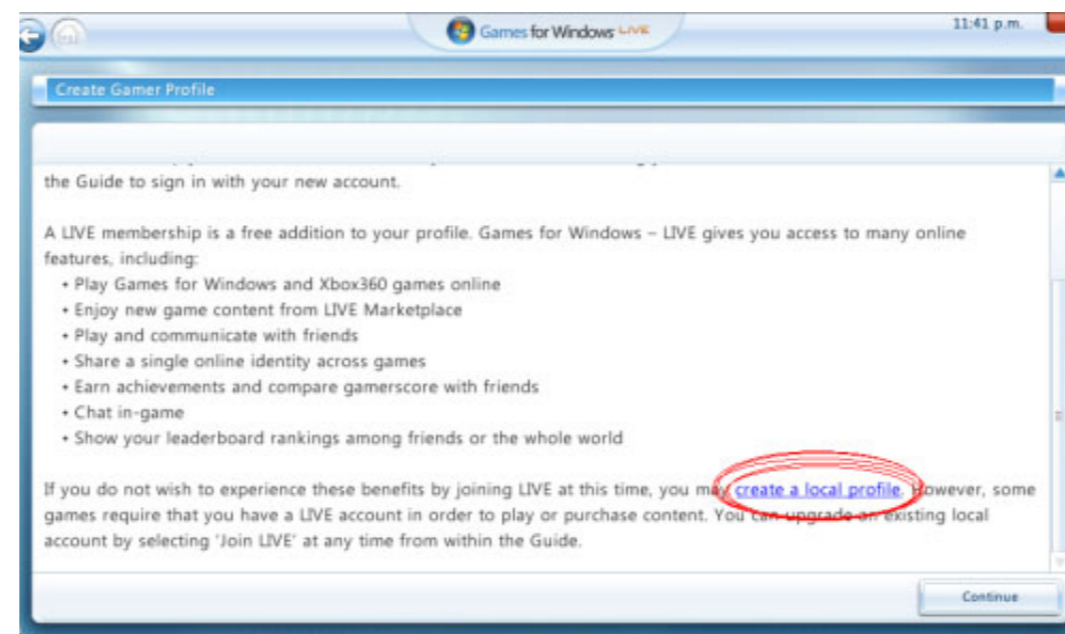 Games for Windows LIVE
11:41 p.m.
Create Gamer Profile
the Guide to sign in with your new account.
A LIVE membership is a free addition to your profile. Games for Windows – LIVE gives you access to many online
features, including:
• Play Games for Windows and Xbox360 games online
• Enjoy new game content from LIVE Marketplace
• Play and communicate with friends
• Share a single online identity across games
• Earn achievements and compare gamerscore with friends
• Chat in-game
• Show your leaderboard rankings among friends or the whole world
If you do not wish to experience these benefits by joining LIVE at this time, you may create a local profile. However, some
games require that you have a LIVE account in order to play or purchase content. You can upgrade an existing local
account by selecting 'Join LIVE' at any time from within the Guide.
Continue